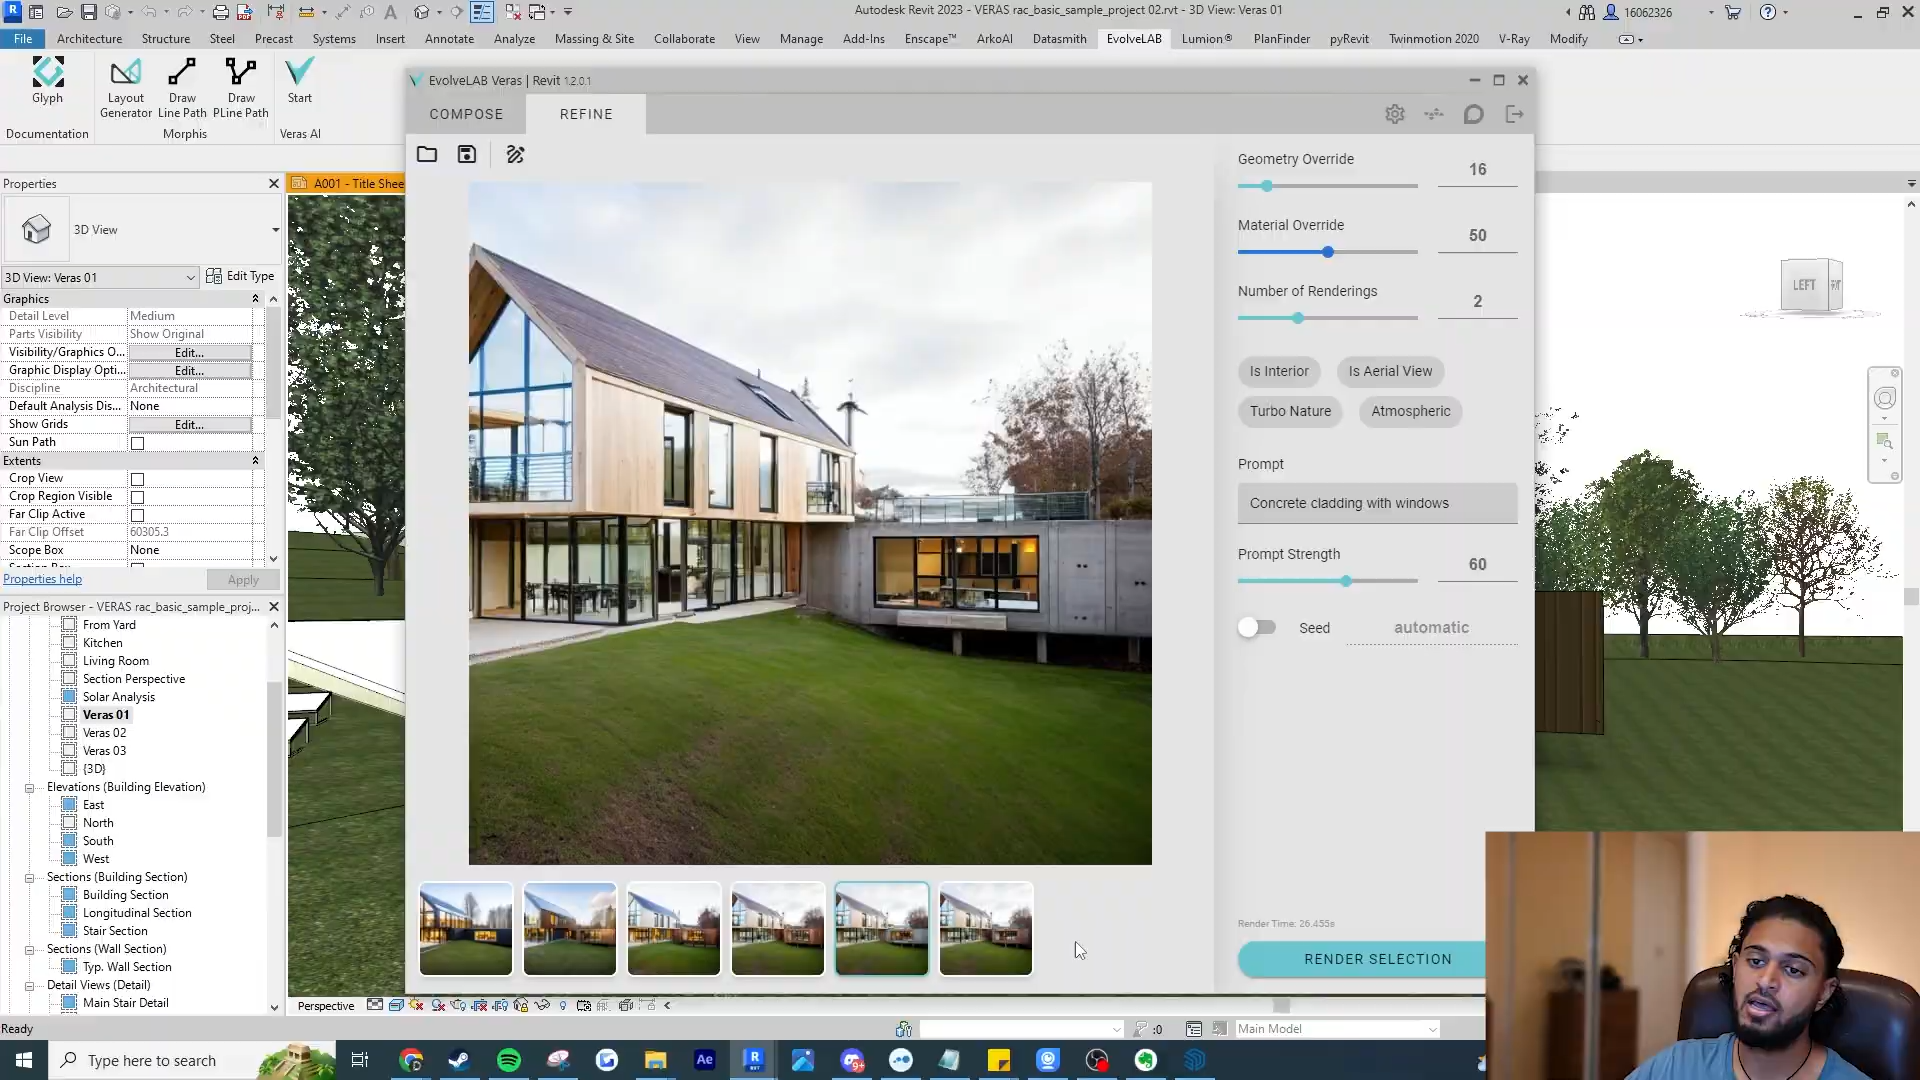 Autodesk Revit 2023 - VERAS rac_basic_sample_project 02.rvt - 3D View: Veras 01
16062326
File Architecture Structure Steel Precast Systems Insert Annotate Analyze Massing & Site Collaborate View Manage Add-Ins Enscape™ ArkoAI Datasmith EvolveLAB Lumion® PlanFinder pyRevit Twinmotion 2020 V-Ray Modify
Glyph
Layout Generator
Draw Line Path
Draw PLine Path
Start
Documentation
Morphis
Veras AI
EvolveLAB Veras | Revit 1.2.0.1
COMPOSE
REFINE
Properties
A001 - Title Shee
3D View
3D View: Veras 01
Edit Type
Graphics
Detail Level Medium
Parts Visibility Show Original
Visibility/Graphics O... Edit...
Graphic Display Opti... Edit...
Discipline Architectural
Default Analysis Dis... None
Show Grids Edit...
Sun Path
Extents
Crop View
Crop Region Visible
Far Clip Active
Far Clip Offset 60305.3
Scope Box None
Properties help
Apply
Project Browser - VERAS rac_basic_sample_proj...
From Yard
Kitchen
Living Room
Section Perspective
Solar Analysis
Veras 01
Veras 02
Veras 03
{3D}
Elevations (Building Elevation)
East
North
South
West
Sections (Building Section)
Building Section
Longitudinal Section
Stair Section
Sections (Wall Section)
Typ. Wall Section
Detail Views (Detail)
Main Stair Detail
Geometry Override
16
Material Override
50
Number of Renderings
2
Is Interior
Is Aerial View
Turbo Nature
Atmospheric
Prompt
Concrete cladding with windows
Prompt Strength
60
Seed
automatic
Render Time: 26.455s
RENDER SELECTION
LEFT
Perspective
Ready
:0
Main Model
Type here to search
Ae